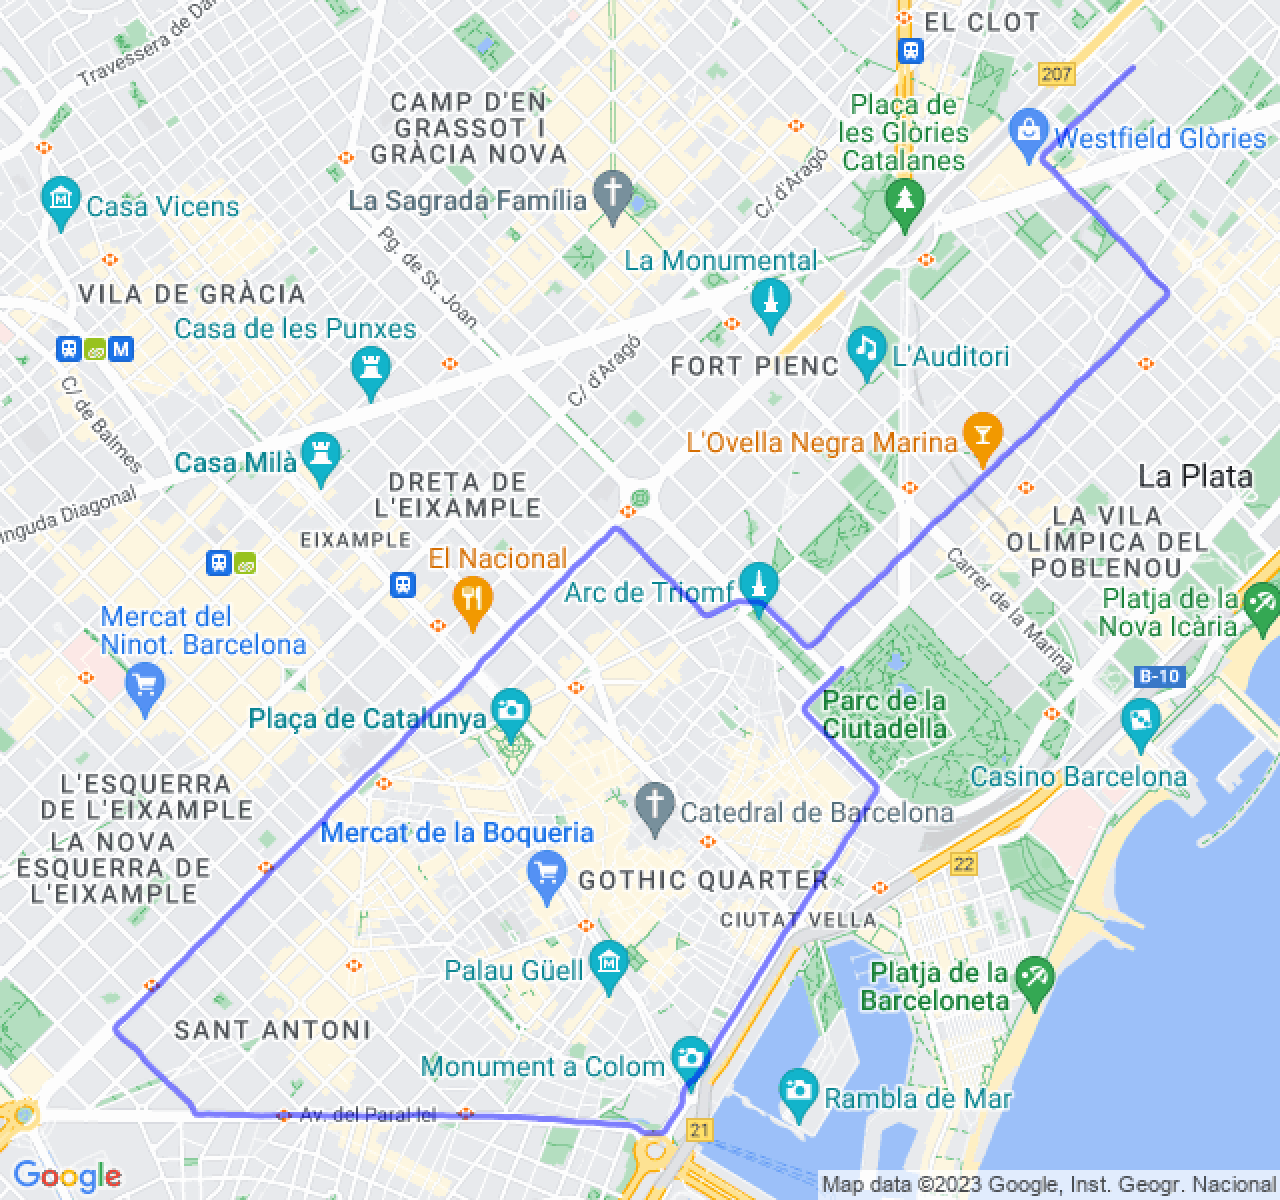 EL CLOT
Travessera de Da
207
CAMP D'EN
GRASSOT I
GRÀCIA NOVA
Plaça de
les Glòries
Catalanes
Westfield Glòries
C/ d'Aragó
La Sagrada Família
Casa Vicens
Pg. de St. Joan
La Monumental
VILA DE GRÀCIA
Casa de les Punxes
M
C/ d'Aragó
FORT PIENC
L'Auditori
C/ de Balmes
L'Ovella Negra Marina
Casa Milà
La Plata
DRETA DE
L'EIXAMPLE
inguda Diagonal
EIXAMPLE
LA VILA
OLÍMPICA DEL
POBLENOU
El Nacional
Arc de Triomf
Carrer de la Marina
Platja de la
Nova Icària
Mercat del
Ninot. Barcelona
B-10
Plaça de Catalunya
Parc de la
Ciutadella
Casino Barcelona
L'ESQUERRA
DE L'EIXAMPLE
LA NOVA
ESQUERRA DE
L'EIXAMPLE
Catedral de Barcelona
Mercat de la Boqueria
22
GOTHIC QUARTER
CIUTAT VELLA
Palau Güell
Platja de la
Barceloneta
SANT ANTONI
Monument a Colom
Rambla de Mar
Av. del Paral·lel
21
Google
Map data ©2023 Google, Inst. Geogr. Nacional